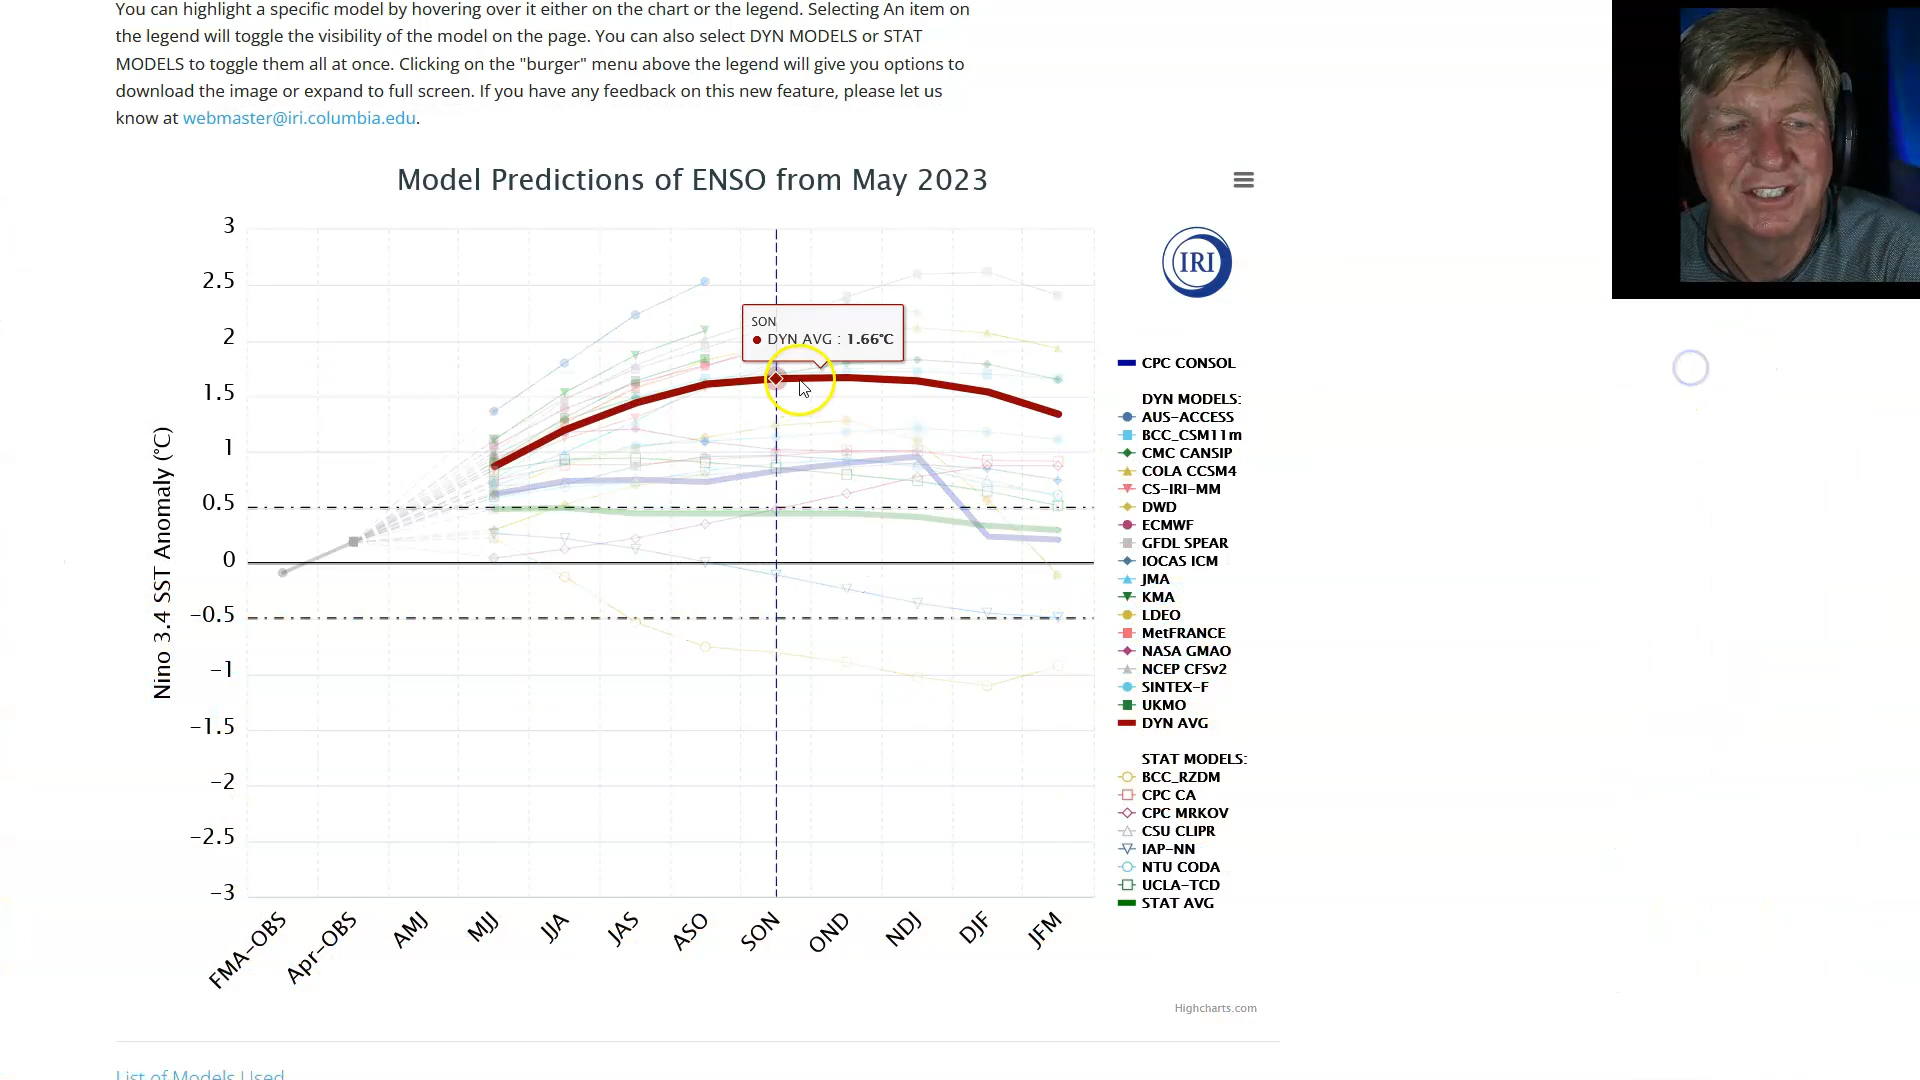 You can highlight a specific model by hovering over it either on the chart or the legend. Selecting An item on
the legend will toggle the visibility of the model on the page. You can also select DYN MODELS or STAT
MODELS to toggle them all at once. Clicking on the "burger" menu above the legend will give you options to
download the image or expand to full screen. If you have any feedback on this new feature, please let us
know at webmaster@iri.columbia.edu.
Model Predictions of ENSO from May 2023
Nino 3.4 SST Anomaly (°C)
3
2.5
2
1.5
1
0.5
0
−0.5
−1
−1.5
−2
−2.5
−3
SON
DYN AVG : 1.66°C
FMA-OBS
Apr-OBS
AMJ
MJJ
JJA
JAS
ASO
SON
OND
NDJ
DJF
JFM
IRI
CPC CONSOL
DYN MODELS:
AUS-ACCESS
BCC_CSM11m
CMC CANSIP
COLA CCSM4
CS-IRI-MM
DWD
ECMWF
GFDL SPEAR
IOCAS ICM
JMA
KMA
LDEO
MetFRANCE
NASA GMAO
NCEP CFSv2
SINTEX-F
UKMO
DYN AVG
STAT MODELS:
BCC_RZDM
CPC CA
CPC MRKOV
CSU CLIPR
IAP-NN
NTU CODA
UCLA-TCD
STAT AVG
Highcharts.com
List of Models Used